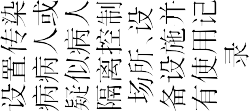 设置传染
病病人或
疑似病人
隔离控制
场所 设
备设施并
有使用记
录